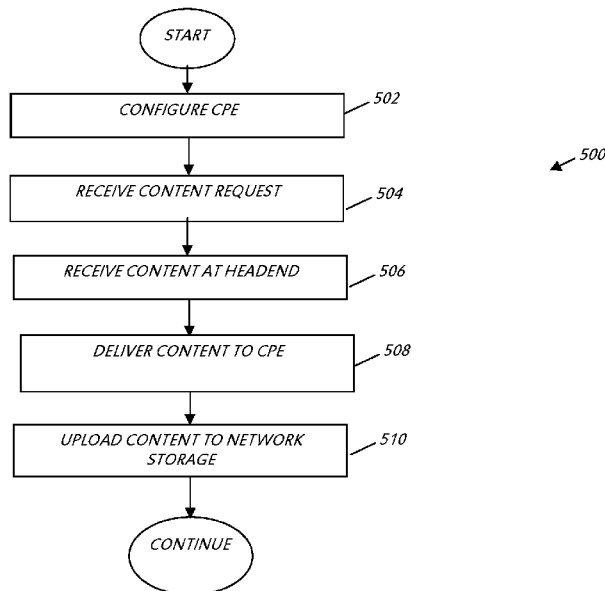 START
CONFIGURE CPE
502
500
RECEIVE CONTENT REQUEST
504
RECEIVE CONTENT AT HEADEND
506
DELIVER CONTENT TO CPE
508
UPLOAD CONTENT TO NETWORK
STORAGE
510
CONTINUE